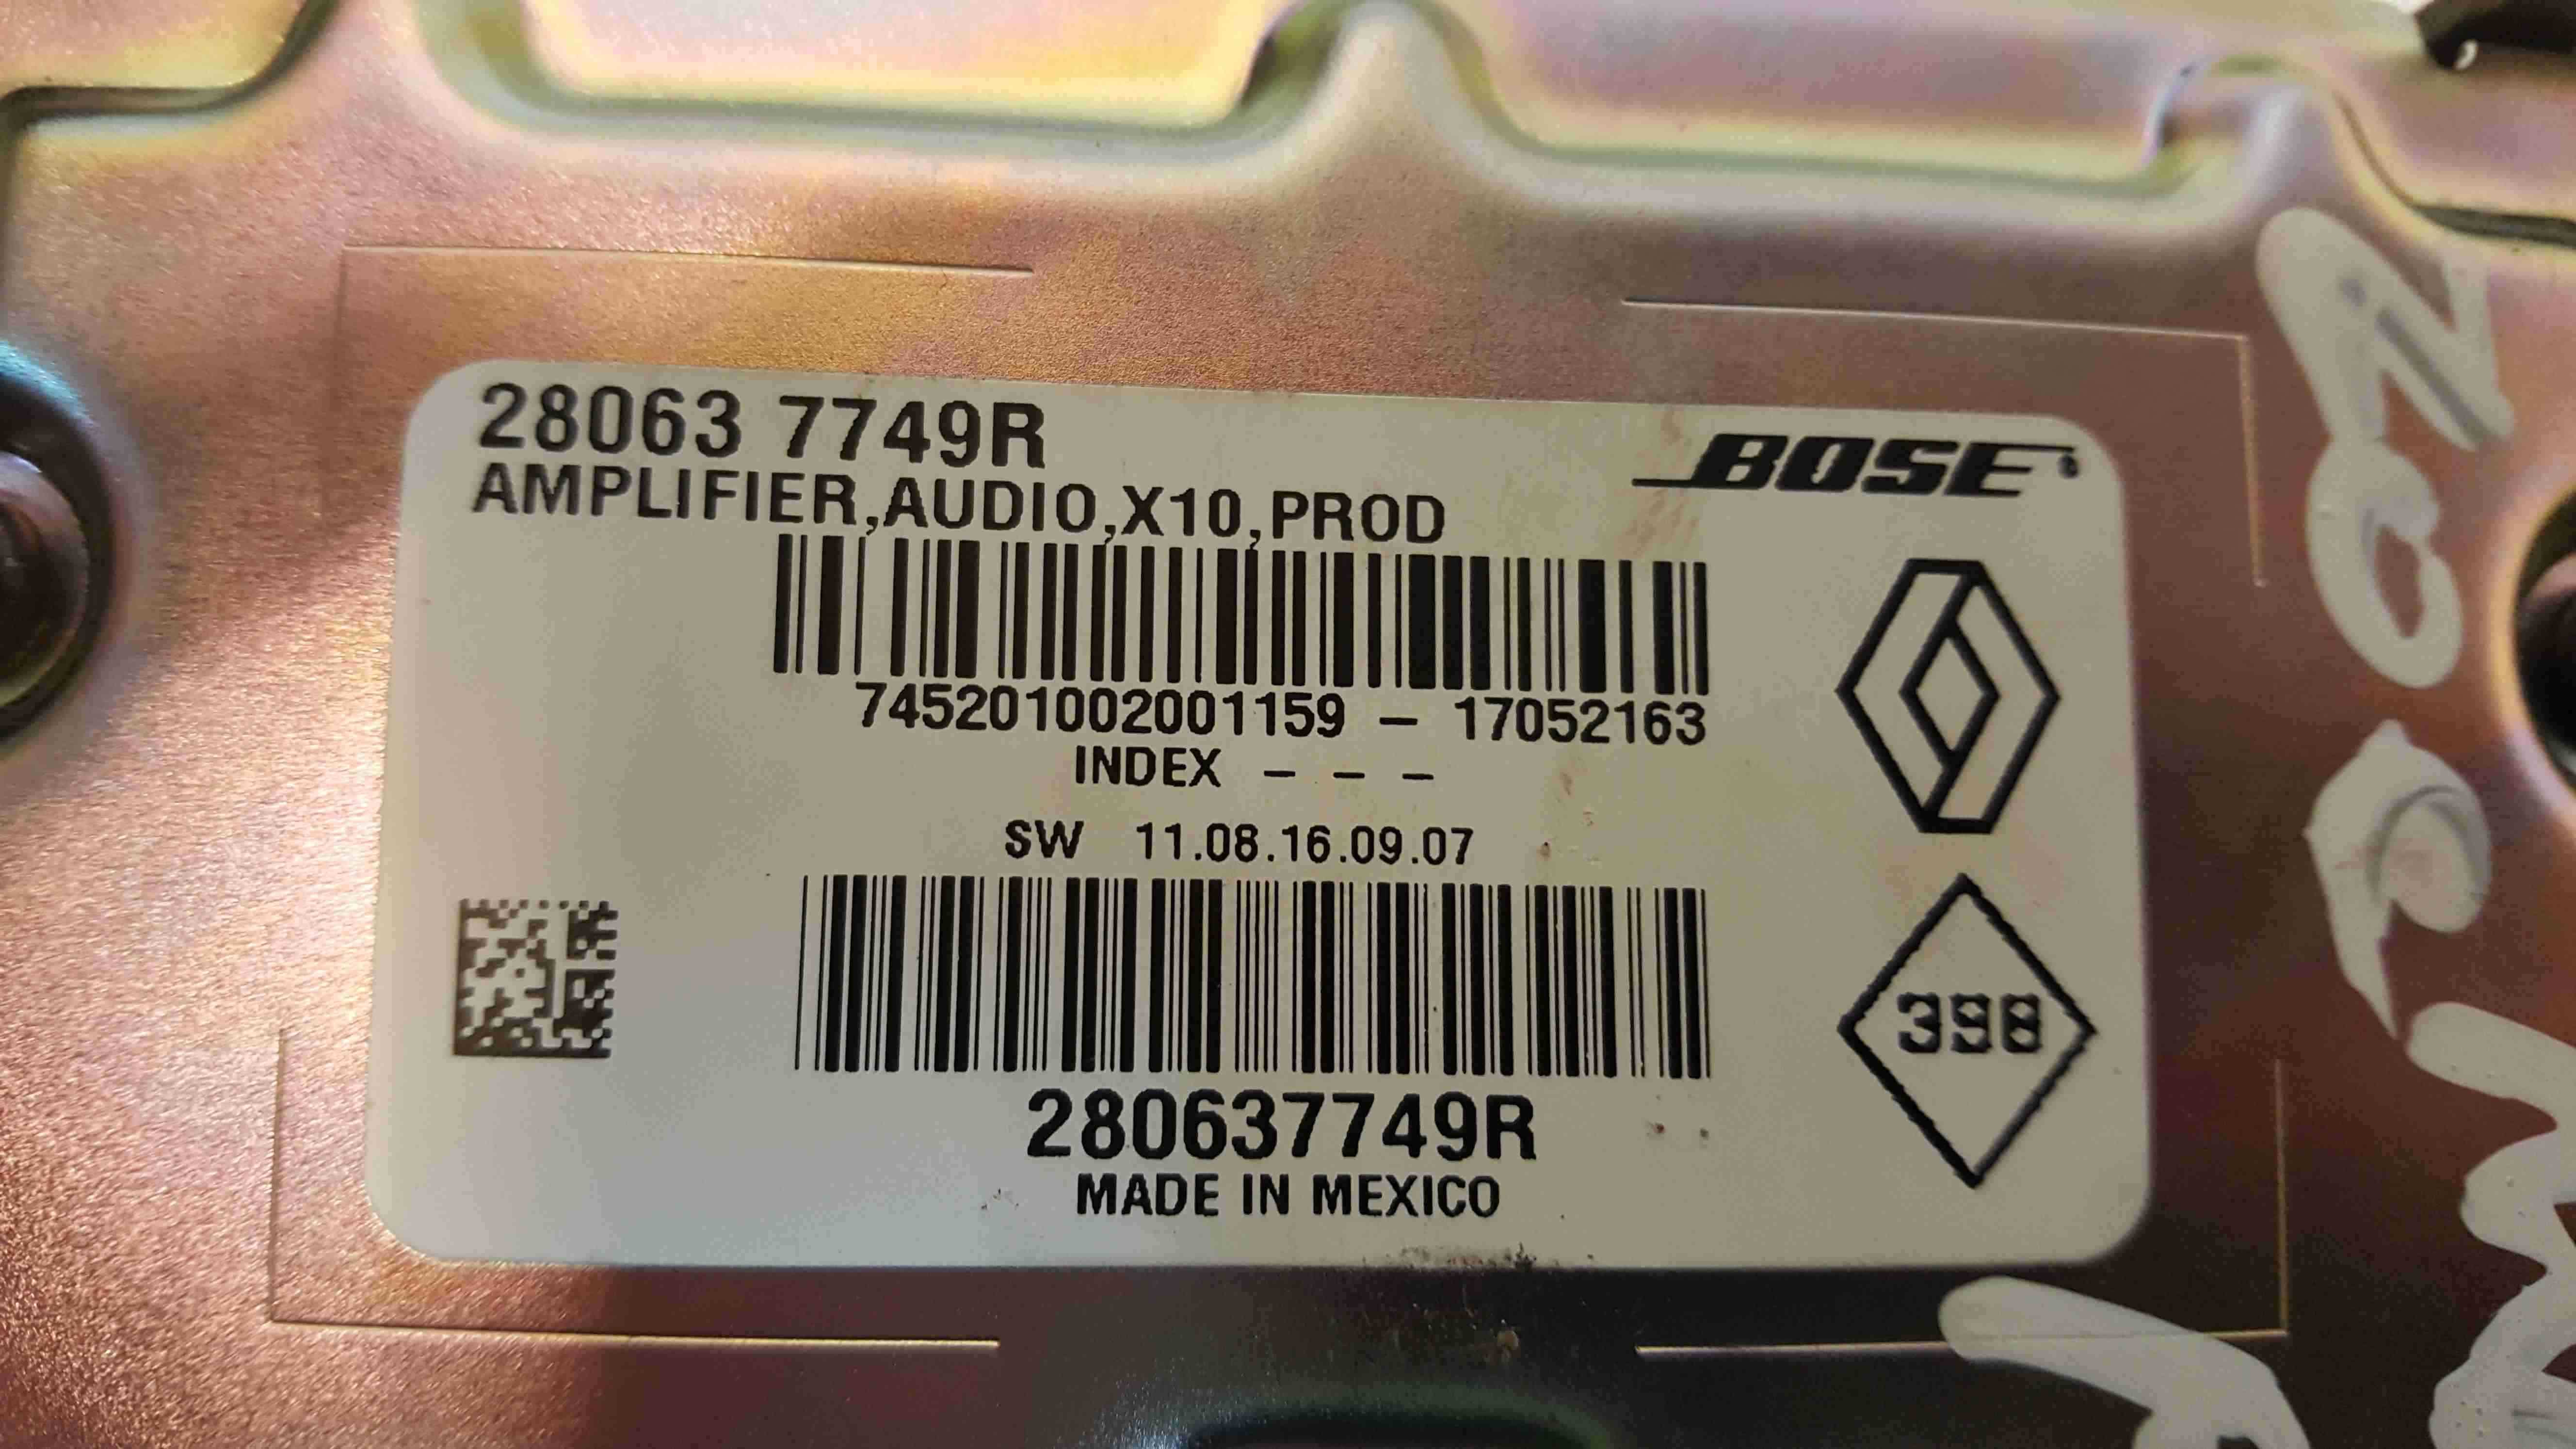 28063 7749R
BOSE
AMPLIFIER,AUDIO,X10,PROD
745201002001159 – 17052163
INDEX – – –
SW 11.08.16.09.07
398
280637749R
MADE IN MEXICO